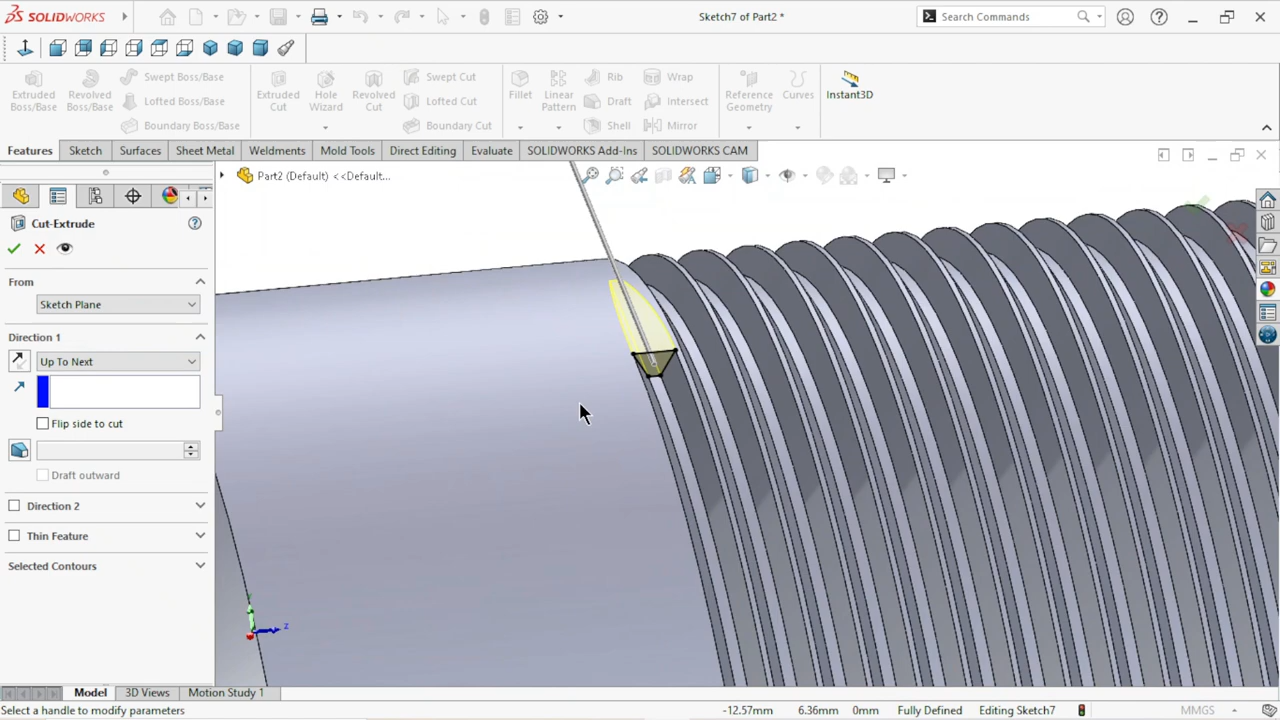 SOLIDWORKS
Sketch7 of Part2 *
Search Commands
Extruded Boss/Base
Revolved Boss/Base
Swept Boss/Base
Lofted Boss/Base
Boundary Boss/Base
Extruded Cut
Hole Wizard
Revolved Cut
Swept Cut
Lofted Cut
Boundary Cut
Fillet
Linear Pattern
Rib
Draft
Shell
Wrap
Intersect
Mirror
Reference Geometry
Curves
Instant3D
Features
Sketch
Surfaces
Sheet Metal
Weldments
Mold Tools
Direct Editing
Evaluate
SOLIDWORKS Add-Ins
SOLIDWORKS CAM
Part2 (Default) <<Default...
Cut-Extrude
From
Sketch Plane
Direction 1
Up To Next
Flip side to cut
Draft outward
Direction 2
Thin Feature
Selected Contours
Z
Model
3D Views
Motion Study 1
Select a handle to modify parameters
-12.57mm
6.36mm
0mm
Fully Defined
Editing Sketch7
MMGS